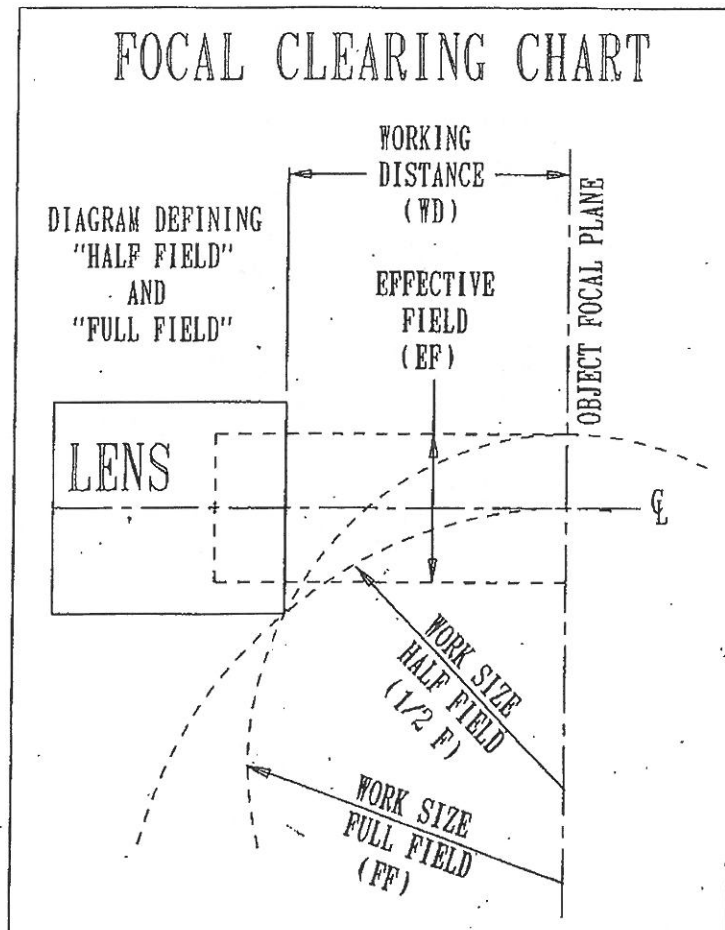 FOCAL CLEARING CHART
WORKING
DISTANCE
(WD)
DIAGRAM DEFINING
"HALF FIELD"
AND
"FULL FIELD"
EFFECTIVE
FIELD
(EF)
OBJECT FOCAL PLANE
LENS
CL
WORK SIZE
HALF FIELD
(1/2 F)
WORK SIZE
FULL FIELD
(FF)